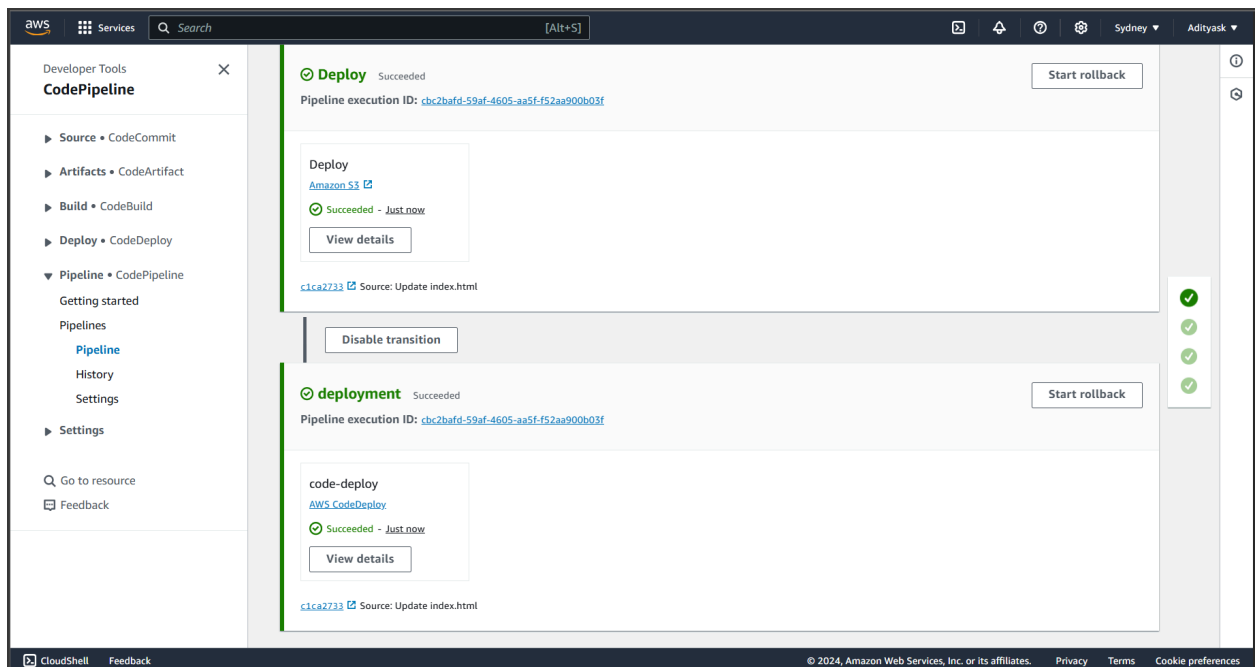 aws Services Search [Alt+S] Sydney ▼ Adityask ▼
Developer Tools
CodePipeline
Source • CodeCommit
Artifacts • CodeArtifact
Build • CodeBuild
Deploy • CodeDeploy
Pipeline • CodePipeline
Getting started
Pipelines
Pipeline
History
Settings
Settings
Go to resource
Feedback
Deploy Succeeded
Start rollback
Pipeline execution ID: cbc2bafd-59af-4605-aa5f-f52aa900b03f
Deploy
Amazon S3
Succeeded - Just now
View details
c1ca2733 Source: Update index.html
Disable transition
deployment Succeeded
Start rollback
Pipeline execution ID: cbc2bafd-59af-4605-aa5f-f52aa900b03f
code-deploy
AWS CodeDeploy
Succeeded - Just now
View details
c1ca2733 Source: Update index.html
CloudShell Feedback © 2024, Amazon Web Services, Inc. or its affiliates. Privacy Terms Cookie preferences